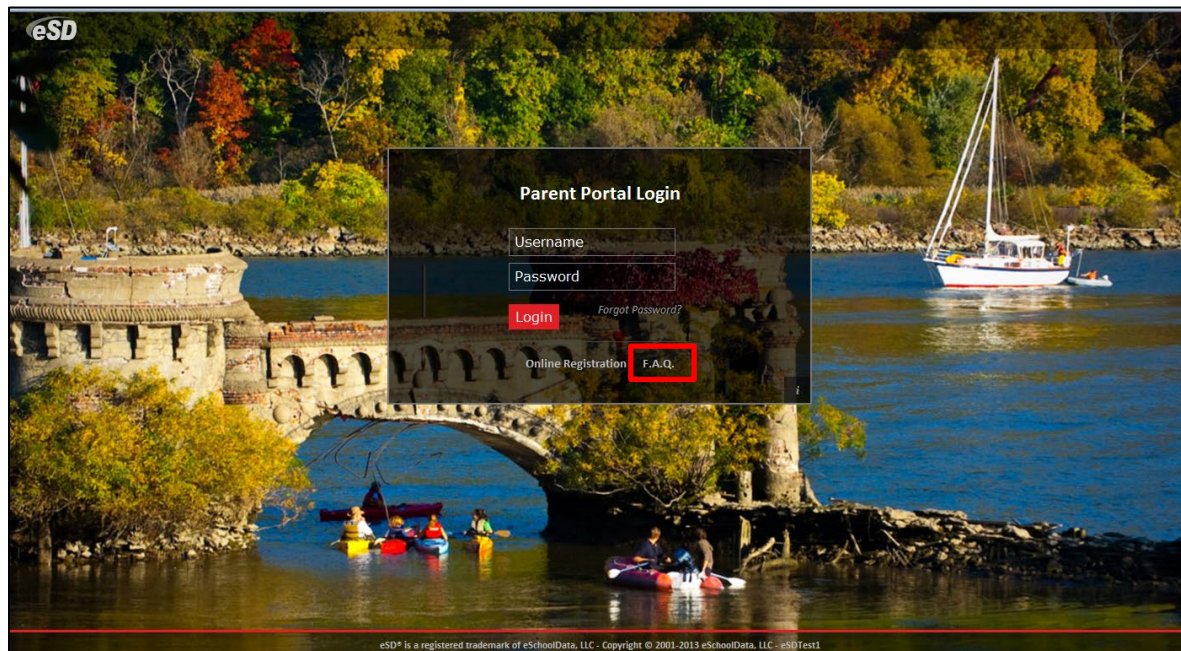 eSD
Parent Portal Login
Username
Password
Login Forgot Password?
Online Registration F.A.Q.
i
eSD® is a registered trademark of eSchoolData, LLC - Copyright © 2001-2013 eSchoolData, LLC - eSDTest1